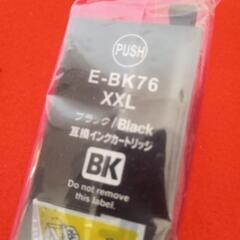 PUSH
E-BK76
XXL
ブラック/Black
互換インクカートリッジ
BK
Do not remove
this label.